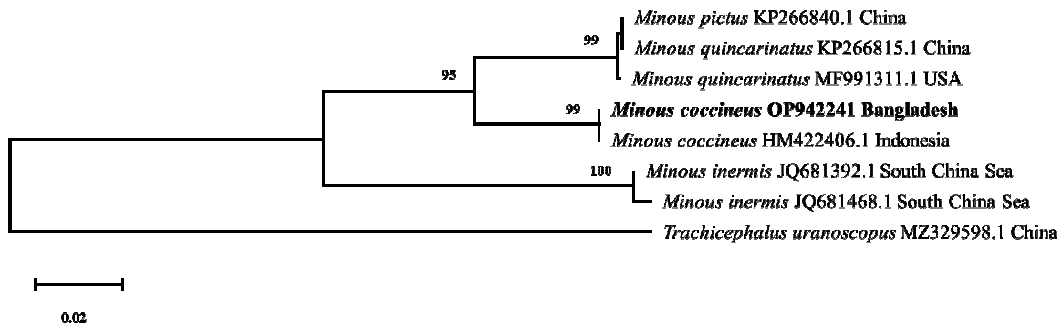 Minous pictus KP266840.1 China
99
Minous quincarinatus KP266815.1 China
95
Minous quincarinatus MF991311.1 USA
99
Minous coccineus OP942241 Bangladesh
Minous coccineus HM422406.1 Indonesia
100
Minous inermis JQ681392.1 South China Sea
Minous inermis JQ681468.1 South China Sea
Trachicephalus uranoscopus MZ329598.1 China
0.02